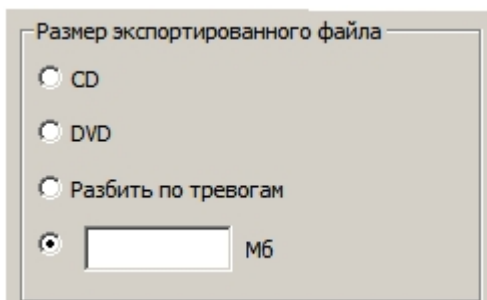 Размер экспортированного файла
CD
DVD
Разбить по тревогам
Мб